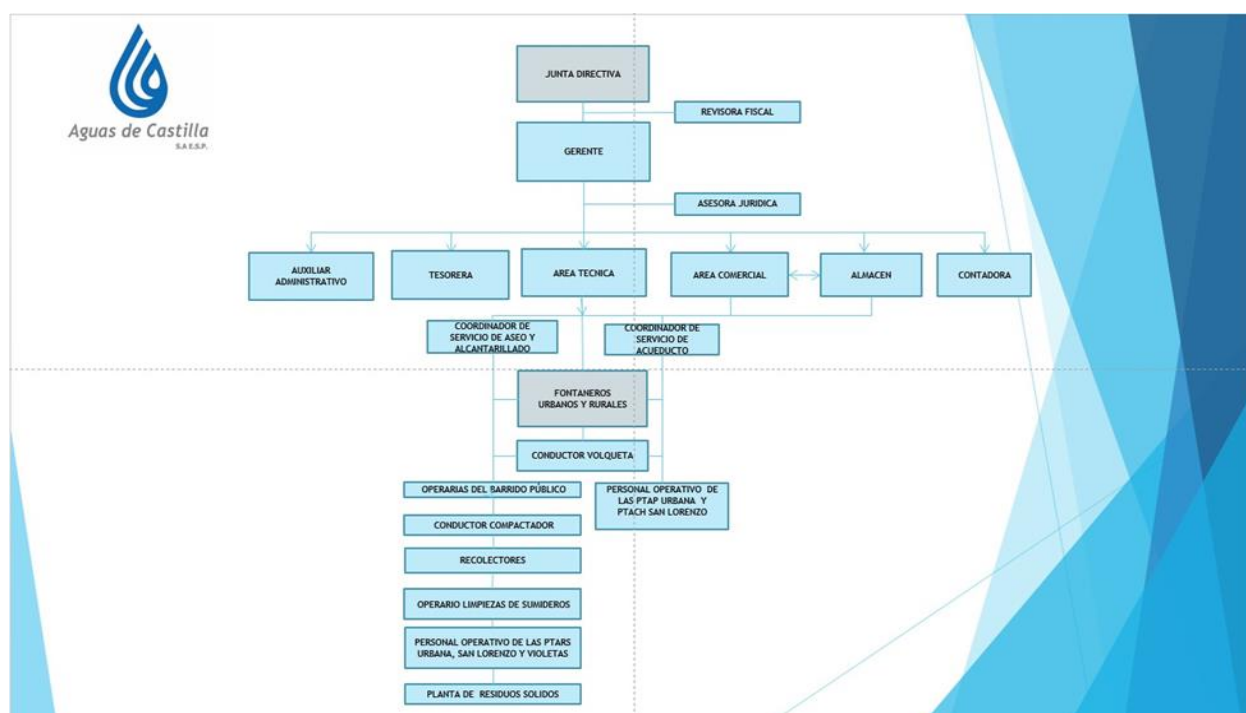 Aguas de Castilla
S.A E.S.P.
JUNTA DIRECTIVA
REVISORA FISCAL
GERENTE
ASESORA JURIDICA
AUXILIAR
ADMINISTRATIVO
TESORERA
AREA TECNICA
AREA COMERCIAL
ALMACEN
CONTADORA
COORDINADOR DE
SERVICIO DE ASEO Y
ALCANTARILLADO
COORDINADOR DE
SERVICIO DE
ACUEDUCTO
FONTANEROS
URBANOS Y RURALES
CONDUCTOR VOLQUETA
OPERARIAS DEL BARRIDO PÚBLICO
PERSONAL OPERATIVO DE
LAS PTAP URBANA Y
PTACH SAN LORENZO
CONDUCTOR COMPACTADOR
RECOLECTORES
OPERARIO LIMPIEZAS DE SUMIDEROS
PERSONAL OPERATIVO DE LAS PTARS
URBANA, SAN LORENZO Y VIOLETAS
PLANTA DE RESIDUOS SOLIDOS